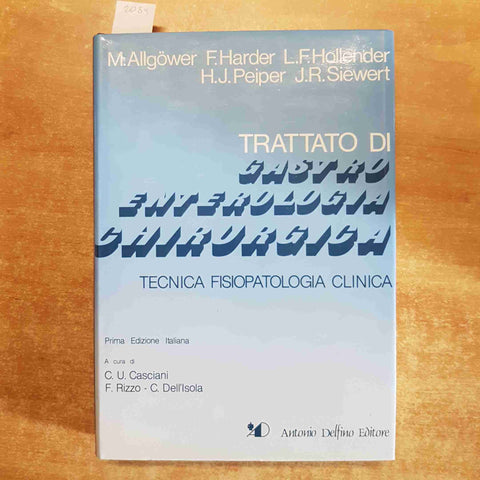 2084
M. Allgöwer F. Harder L.F. Hollender
H.J. Peiper J.R. Siewert
TRATTATO DI
GASTRO
ENTEROLOGIA
CHIRURGICA
TECNICA FISIOPATOLOGIA CLINICA
Prima Edizione Italiana
A cura di
C. U. Casciani
F. Rizzo - C. Dell'Isola
Antonio Delfino Editore